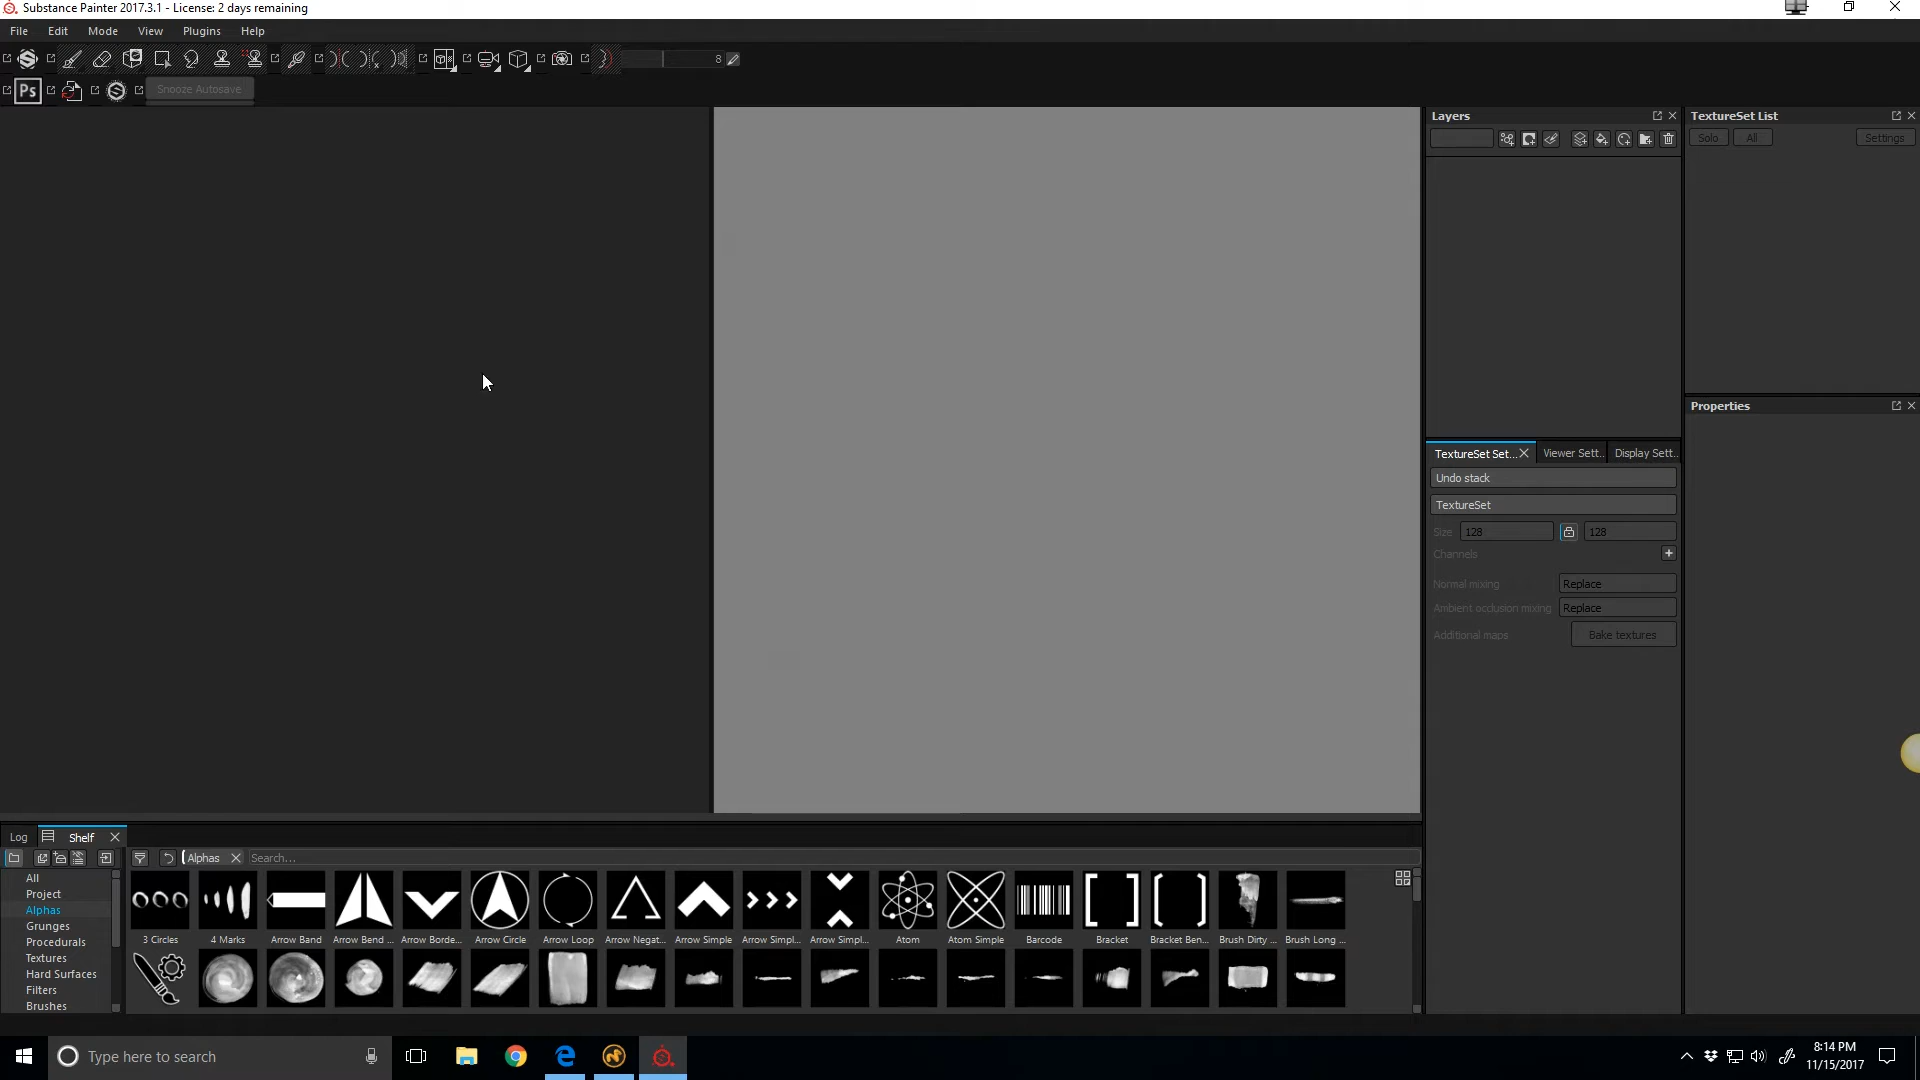 Substance Painter 2017.3.1 - License: 2 days remaining
File Edit Mode View Plugins Help
8
Ps
Snooze Autosave
Layers
TextureSet List
Solo All Settings
Properties
TextureSet Set... Viewer Sett.. Display Sett..
Undo stack
TextureSet
Size 128 128
Channels
Normal mixing Replace
Ambient occlusion mixing Replace
Additional maps Bake textures
Log Shelf
Alphas Search...
All
Project
Alphas
Grunges
Procedurals
Textures
Hard Surfaces
Filters
Brushes
3 Circles 4 Marks Arrow Band Arrow Bend ... Arrow Borde... Arrow Circle Arrow Loop Arrow Negat... Arrow Simple Arrow Simpl... Arrow Simpl... Atom Atom Simple Barcode Bracket Bracket Ben... Brush Dirty ... Brush Long ...
Type here to search
8:14 PM
11/15/2017